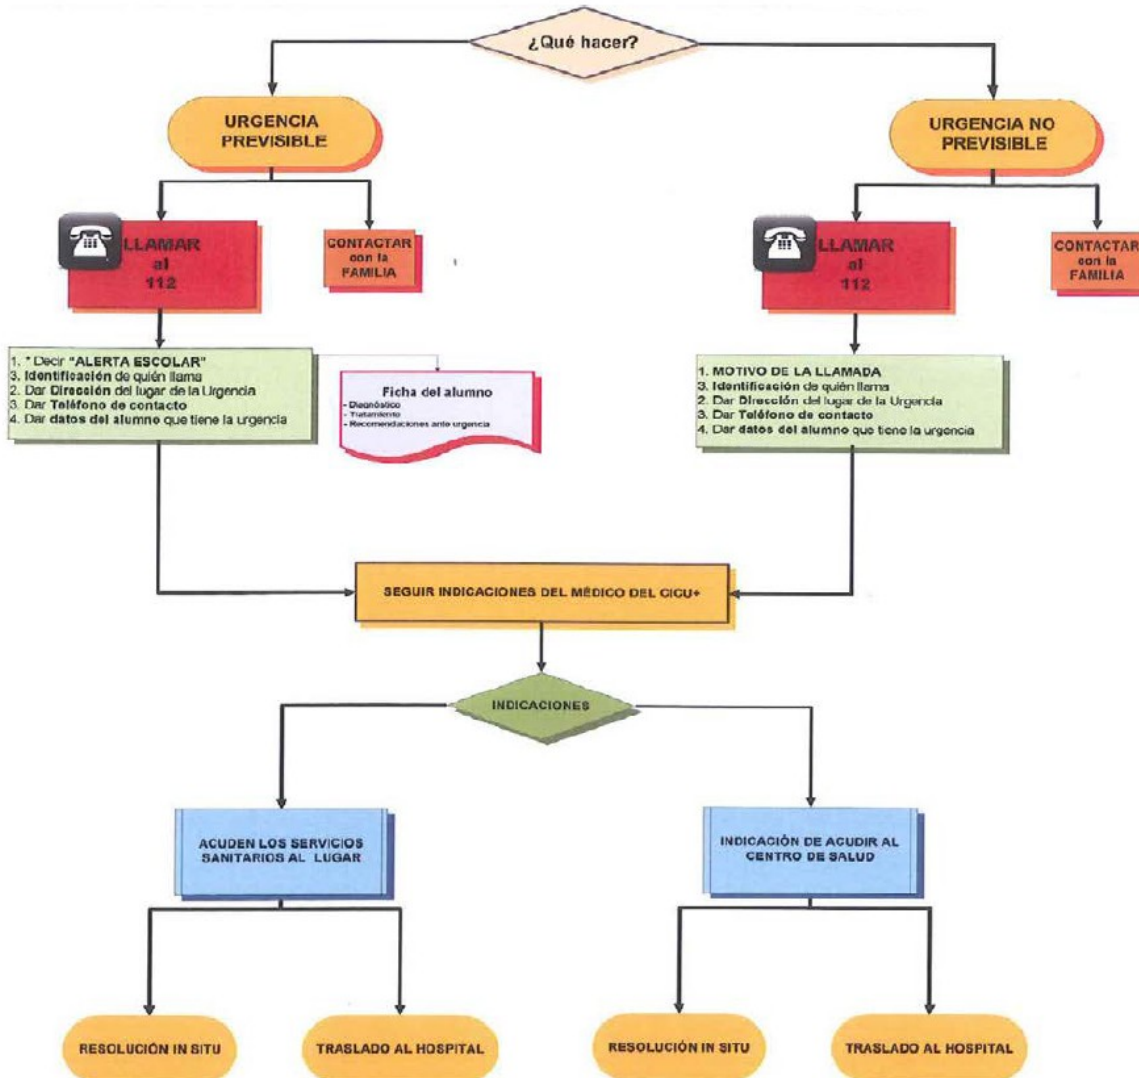 ¿Qué hacer?
URGENCIA
PREVISIBLE
URGENCIA NO
PREVISIBLE
LLAMAR
al
112
CONTACTAR
con la
FAMILIA
LLAMAR
al
112
CONTACTAR
con la
FAMILIA
1. * Decir "ALERTA ESCOLAR"
3. Identificación de quién llama
2. Dar Dirección del lugar de la Urgencia
3. Dar Teléfono de contacto
4. Dar datos del alumno que tiene la urgencia
Ficha del alumno
- Diagnóstico
- Tratamiento
- Recomendaciones ante urgencia
1. MOTIVO DE LA LLAMADA
3. Identificación de quién llama
2. Dar Dirección del lugar de la Urgencia
3. Dar Teléfono de contacto
4. Dar datos del alumno que tiene la urgencia
SEGUIR INDICACIONES DEL MÉDICO DEL CICU+
INDICACIONES
ACUDEN LOS SERVICIOS
SANITARIOS AL LUGAR
INDICACIÓN DE ACUDIR AL
CENTRO DE SALUD
RESOLUCIÓN IN SITU
TRASLADO AL HOSPITAL
RESOLUCIÓN IN SITU
TRASLADO AL HOSPITAL